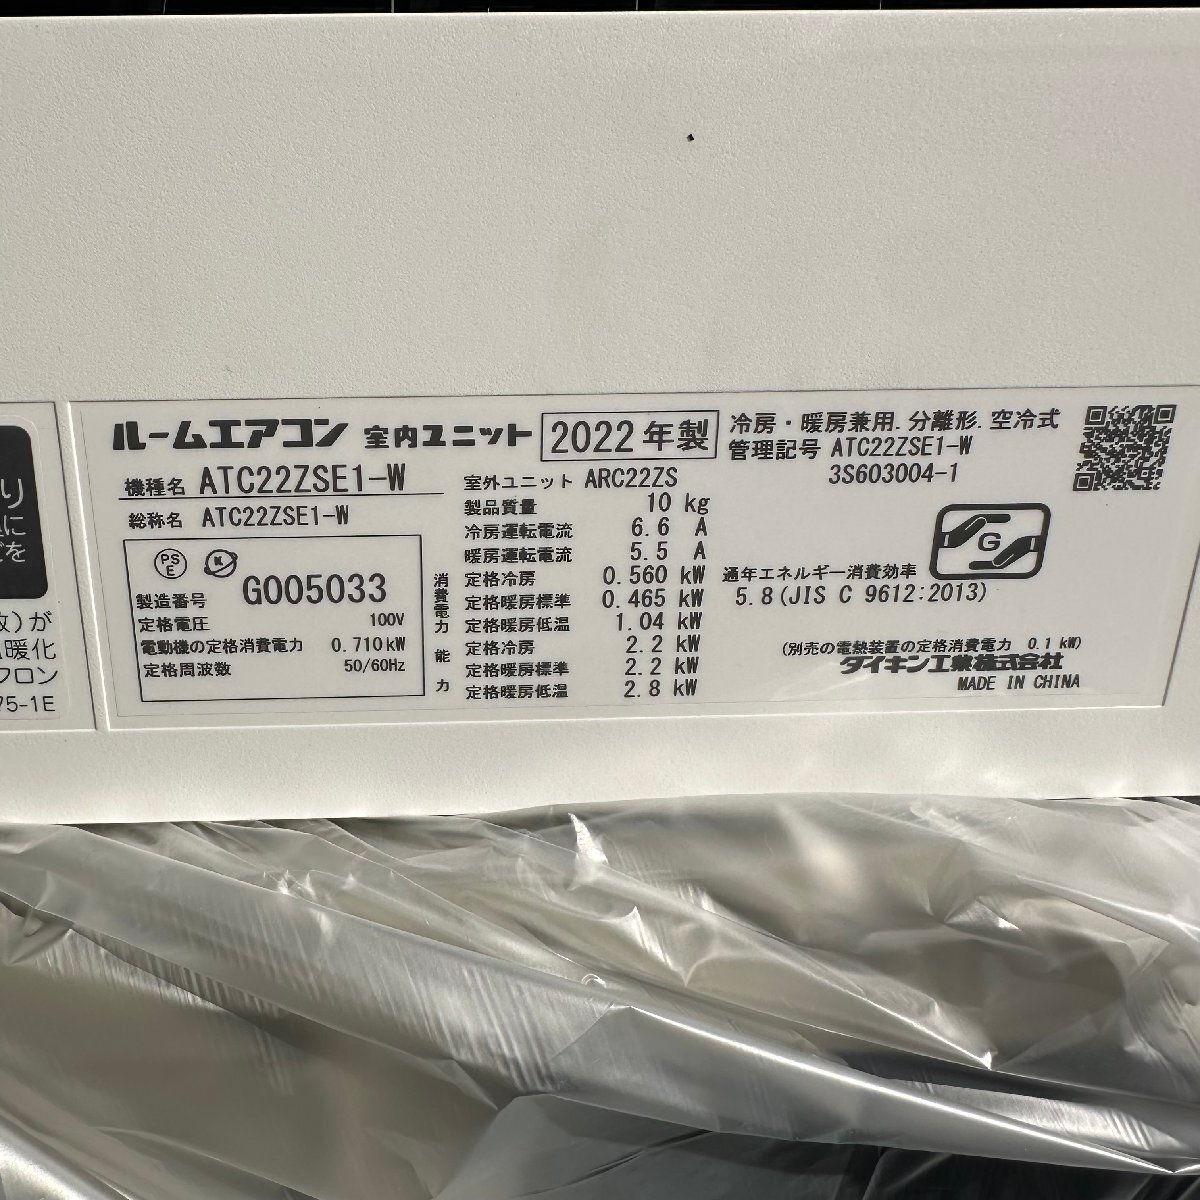 り
に
を
が
暖化
フロン
75-1E
ルームエアコン 室内ユニット 2022年製
機種名 ATC22ZSE1-W
総称名 ATC22ZSE1-W
PS
E
K
製造番号 G005033
定格電圧 100V
電動機の定格消費電力 0.710kW
定格周波数 50/60Hz
室外ユニット ARC22ZS
製品質量 10 kg
冷房運転電流 6.6 A
暖房運転電流 5.5 A
消費電力
定格冷房 0.560 kW
定格暖房標準 0.465 kW
定格暖房低温 1.04 kW
能力
定格冷房 2.2 kW
定格暖房標準 2.2 kW
定格暖房低温 2.8 kW
冷房・暖房兼用.分離形.空冷式
管理記号 ATC22ZSE1-W
3S603004-1
G
通年エネルギー消費効率
5.8(JIS C 9612:2013)
(別売の電熱装置の定格消費電力 0.1 kW)
ダイキン工業株式会社
MADE IN CHINA